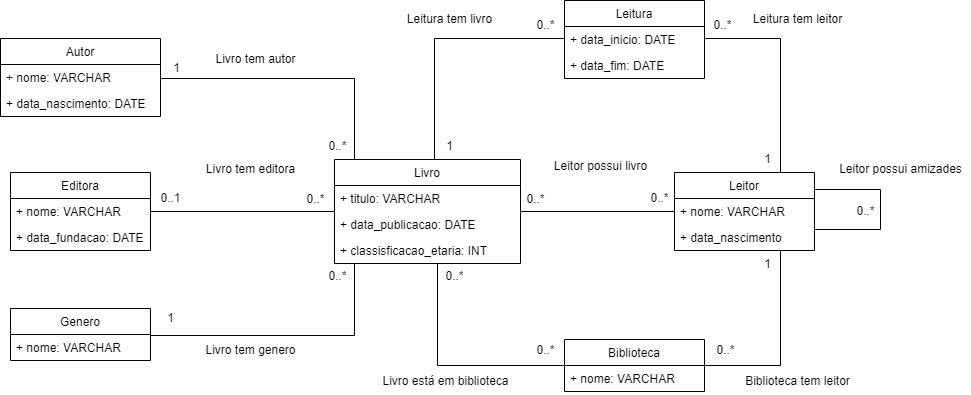 Autor
+ nome: VARCHAR
+ data_nascimento: DATE
1
Livro tem autor
0..*
Editora
+ nome: VARCHAR
+ data_fundacao: DATE
0..1
Livro tem editora
0..*
Genero
+ nome: VARCHAR
1
Livro tem genero
0..*
Livro
+ titulo: VARCHAR
+ data_publicacao: DATE
+ classisficacao_etaria: INT
Leitura tem livro
0..*
1
Leitura
+ data_inicio: DATE
+ data_fim: DATE
0..*
Leitura tem leitor
1
Leitor possui livro
0..*
0..*
Leitor
+ nome: VARCHAR
+ data_nascimento
Leitor possui amizades
0..*
1
0..*
Livro está em biblioteca
0..*
Biblioteca
+ nome: VARCHAR
0..*
Biblioteca tem leitor